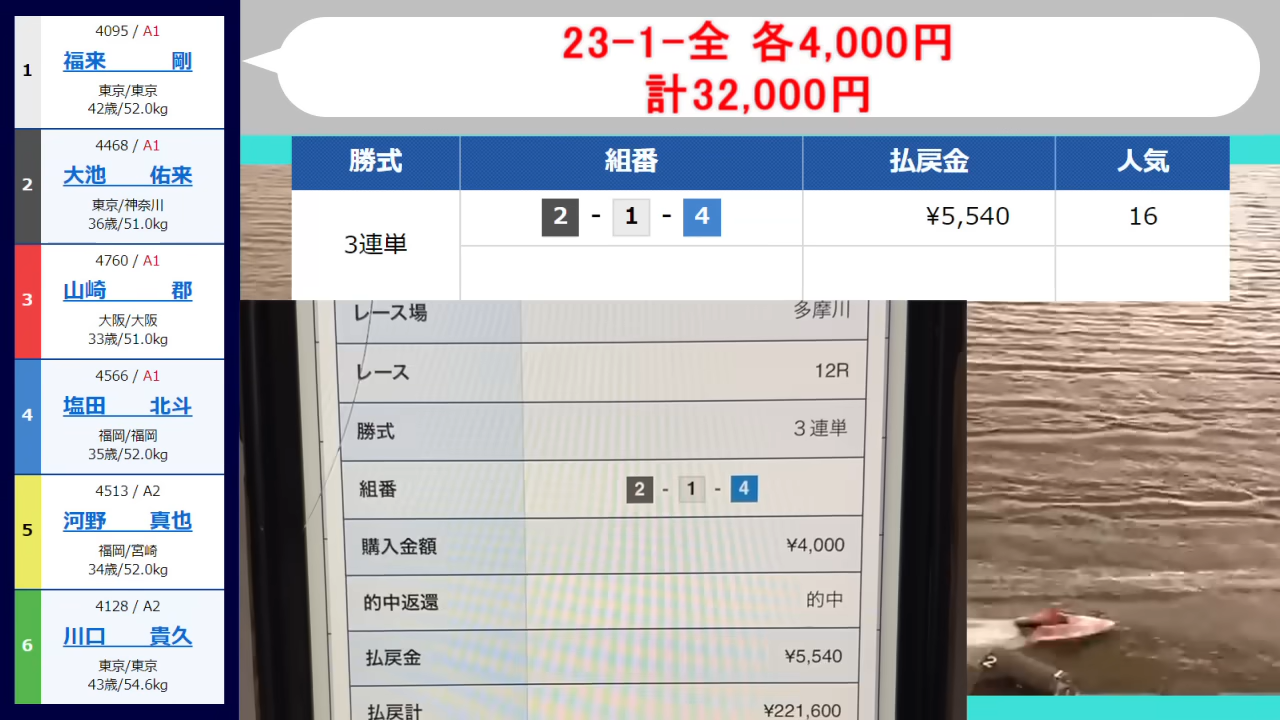 23-1-全 各4,000円
計32,000円
1
4095 / A1
福来 剛
東京/東京
42歳/52.0kg
2
4468 / A1
大池 佑来
東京/神奈川
36歳/51.0kg
3
4760 / A1
山崎 郡
大阪/大阪
33歳/51.0kg
4
4566 / A1
塩田 北斗
福岡/福岡
35歳/52.0kg
5
4513 / A2
河野 真也
福岡/宮崎
34歳/52.0kg
6
4128 / A2
川口 貴久
東京/東京
43歳/54.6kg
勝式 組番 払戻金 人気
3連単 2 - 1 - 4 ¥5,540 16
レース場 多摩川
レース 12R
勝式 3連単
組番 2 - 1 - 4
購入金額 ¥4,000
的中返還 的中
払戻金 ¥5,540
払戻計 ¥221,600
2
1